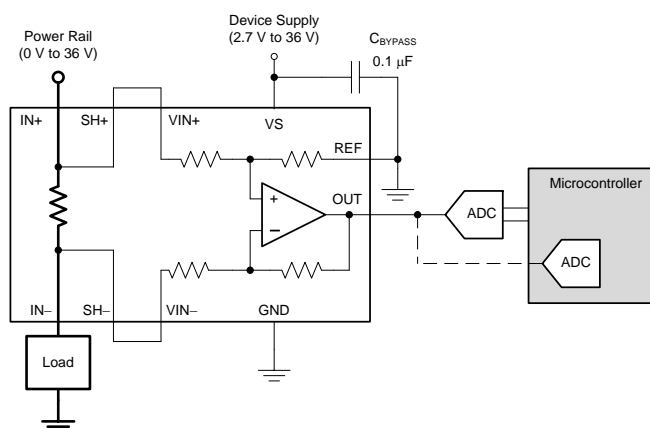 Device Supply
(2.7 V to 36 V)
Power Rail
(0 V to 36 V)
CBYPASS
0.1 µF
IN+
SH+
VIN+
VS
REF
OUT
+
−
ADC
Microcontroller
ADC
IN−
SH−
VIN−
GND
Load